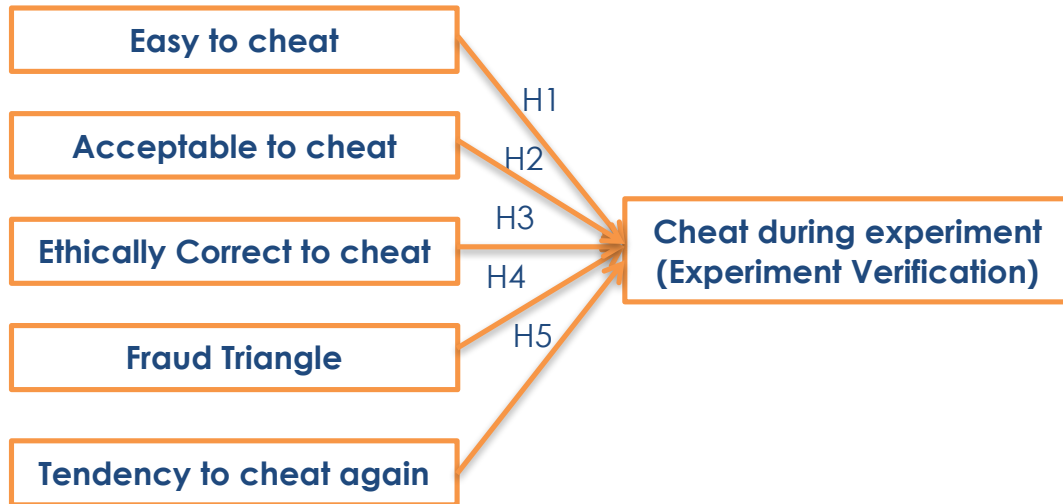 Easy to cheat
H1
Acceptable to cheat
H2
H3
Ethically Correct to cheat
Cheat during experiment
(Experiment Verification)
H4
Fraud Triangle
H5
Tendency to cheat again